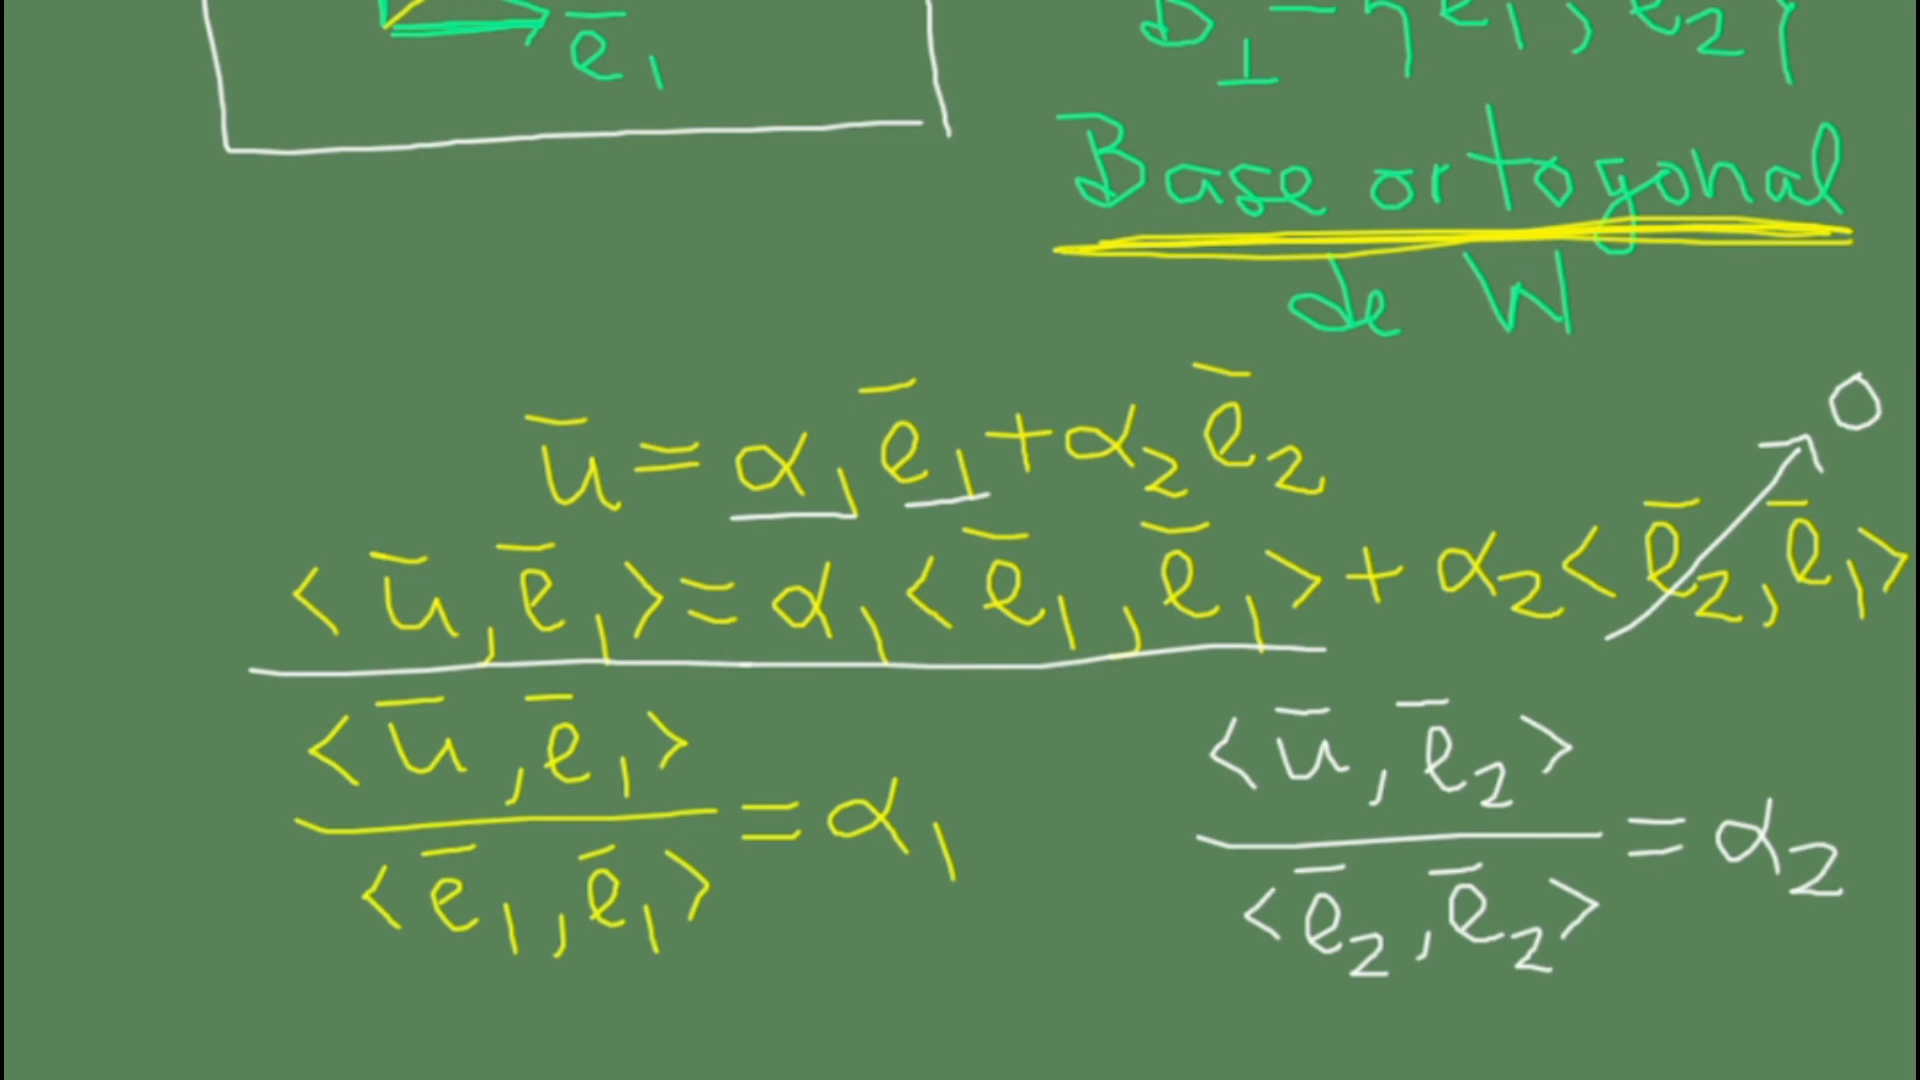 ē₁
B⊥ = {ē₁, ē₂}
Base ortogonal
de W
ū = α₁ē₁ + α₂ē₂
0
<ū, ē₁> = α₁<ē₁, ē₁> + α₂<ē₂, ē₁>
<ū, ē₁> / <ē₁, ē₁> = α₁
<ū, ē₂> / <ē₂, ē₂> = α₂